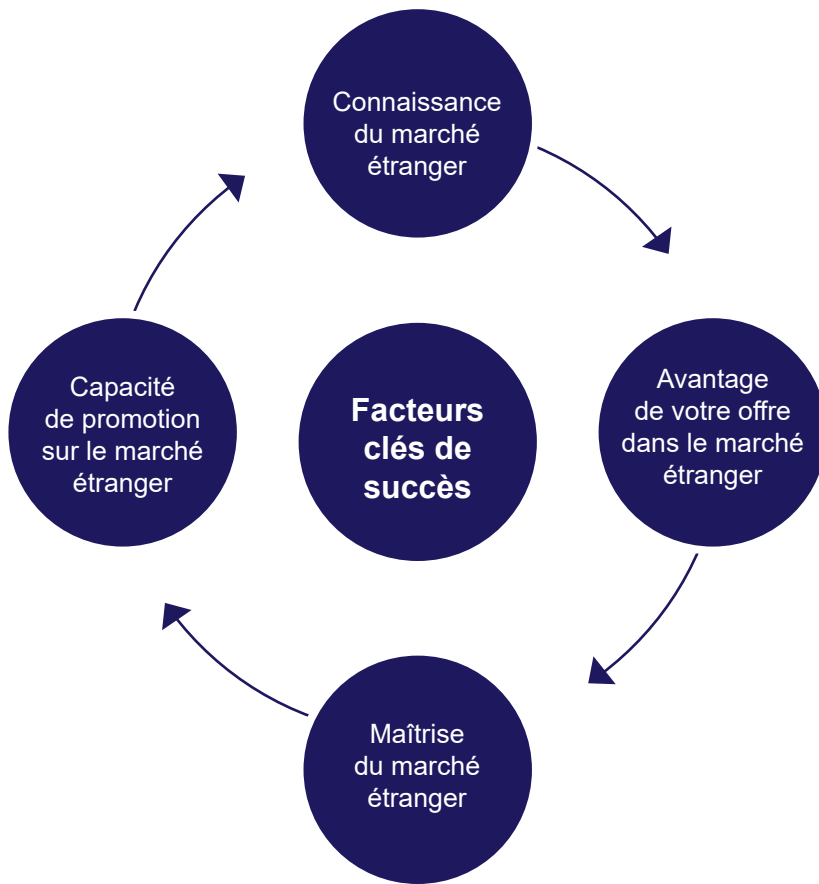 Connaissance
du marché
étranger
Avantage
de votre offre
dans le marché
étranger
Maîtrise
du marché
étranger
Capacité
de promotion
sur le marché
étranger
Facteurs
clés de
succès